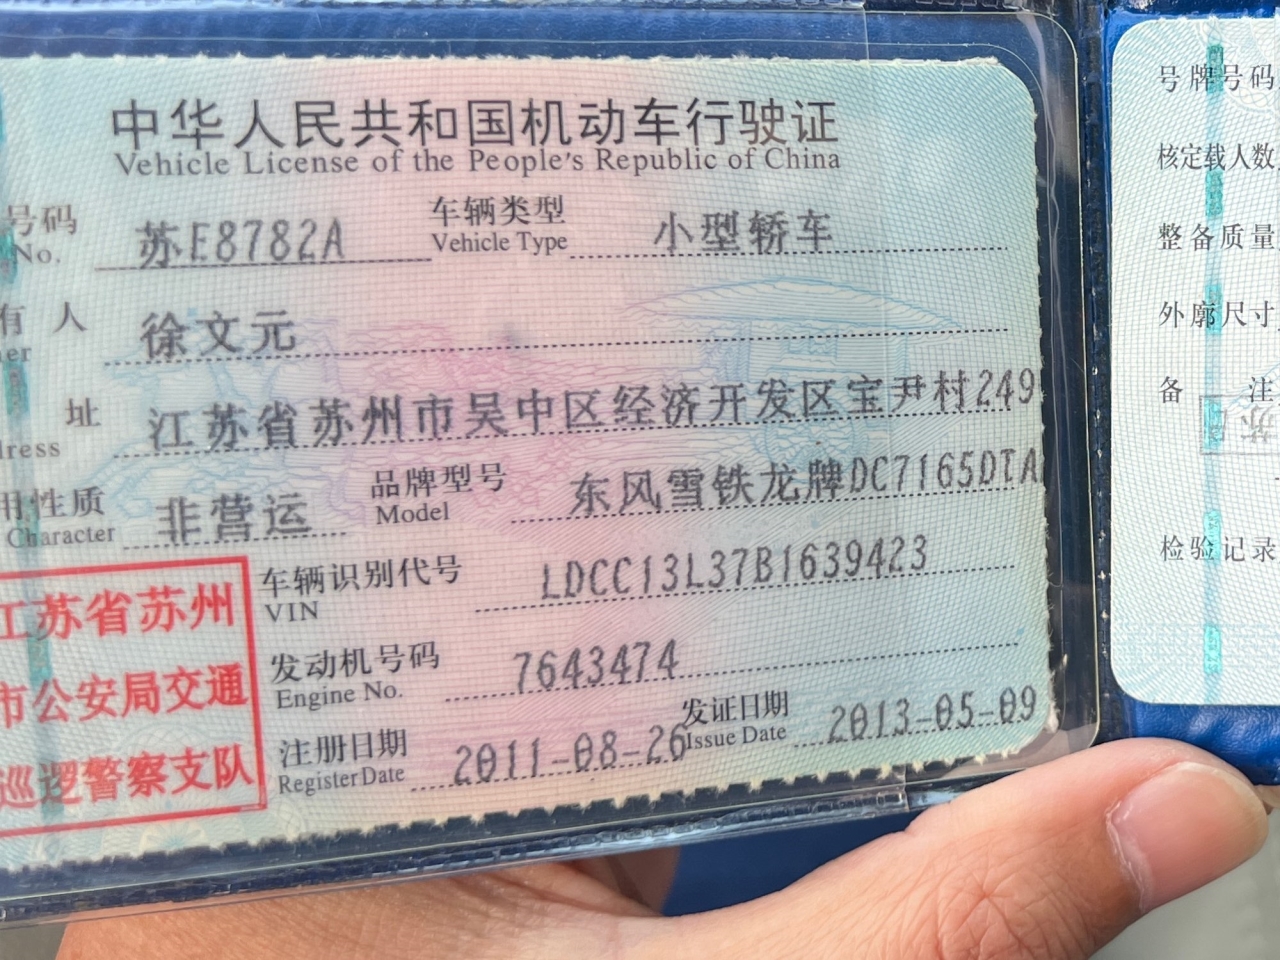 中华人民共和国机动车行驶证
Vehicle License of the People's Republic of China
号码 苏E8782A 车辆类型 小型轿车
No. Vehicle Type
有人 徐文元
er
址 江苏省苏州市吴中区经济开发区宝尹村249
dress
用性质 非营运 品牌型号 东风雪铁龙牌DC7165DTA
Character Model
车辆识别代号 LDCC13L37B1639423
VIN
发动机号码 7643474
Engine No.
注册日期 2011-08-26 发证日期 2013-05-09
Register Date Issue Date
江苏省苏州
市公安局交通
巡逻警察支队
号牌号码
核定载人数
整备质量
外廓尺寸
备 注
检验记录